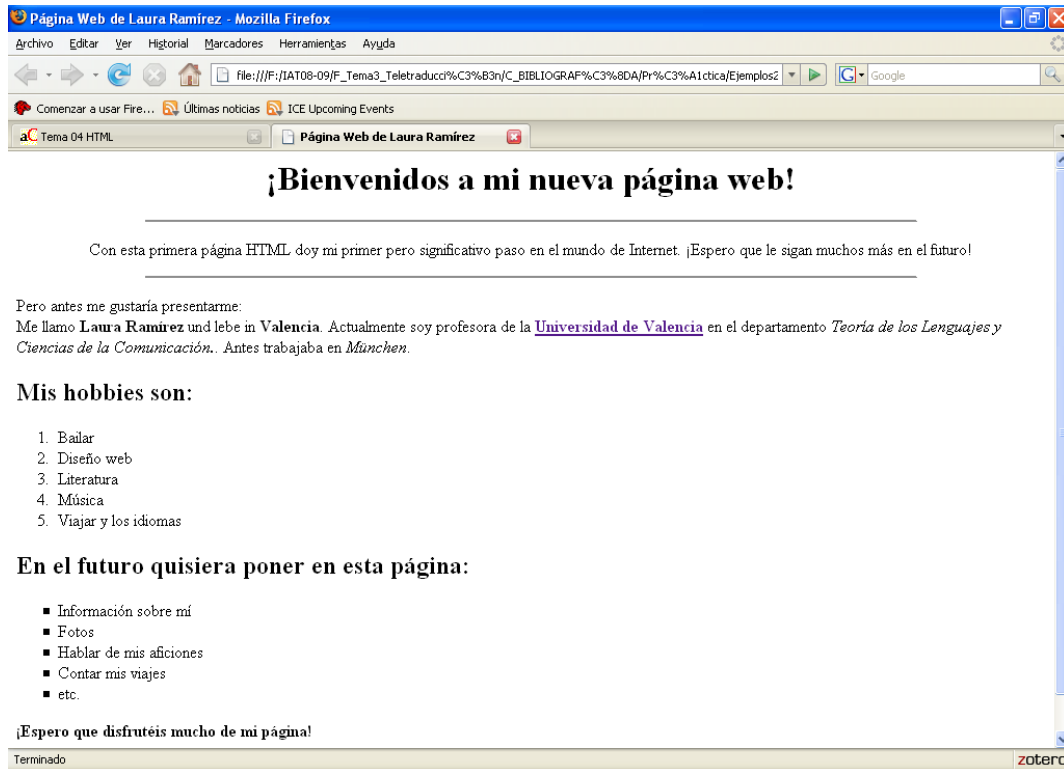 Página Web de Laura Ramírez - Mozilla Firefox
Archivo Editar Ver Historial Marcadores Herramientas Ayuda
file:///F:/IAT08-09/F_Tema3_Teletraducci%C3%B3n/C_BIBLIOGRAF%C3%8DA/Pr%C3%A1ctica/Ejemplos2 G Google
Comenzar a usar Fire... Últimas noticias ICE Upcoming Events
aC Tema 04 HTML Página Web de Laura Ramírez
¡Bienvenidos a mi nueva página web!
Con esta primera página HTML doy mi primer pero significativo paso en el mundo de Internet. ¡Espero que le sigan muchos más en el futuro!
Pero antes me gustaría presentarme:
Me llamo Laura Ramírez und lebe in Valencia. Actualmente soy profesora de la Universidad de Valencia en el departamento Teoría de los Lenguajes y
Ciencias de la Comunicación.. Antes trabajaba en München.
Mis hobbies son:
1. Bailar
2. Diseño web
3. Literatura
4. Música
5. Viajar y los idiomas
En el futuro quisiera poner en esta página:
■ Información sobre mí
■ Fotos
■ Hablar de mis aficiones
■ Contar mis viajes
■ etc.
¡Espero que disfrutéis mucho de mi página!
Terminado zotero